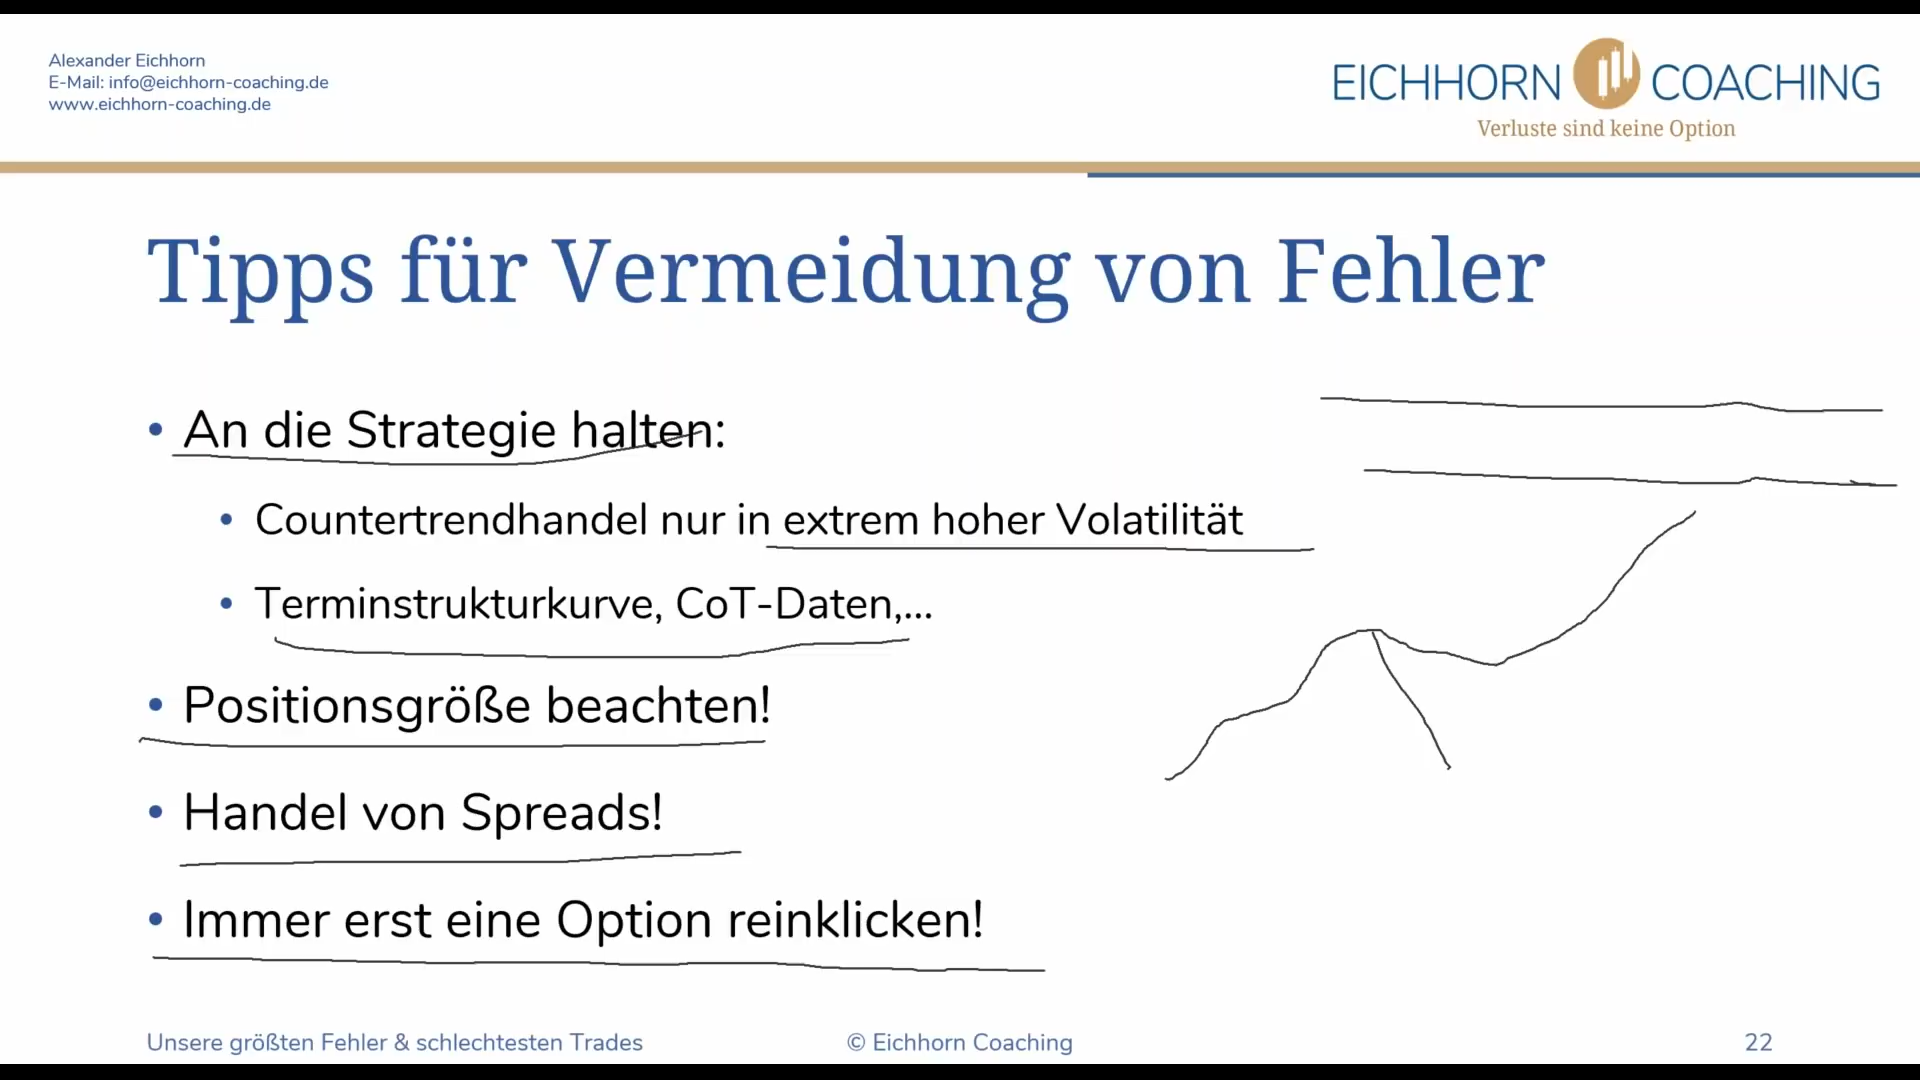 Alexander Eichhorn
E-Mail: info@eichhorn-coaching.de
www.eichhorn-coaching.de
EICHHORN COACHING
Verluste sind keine Option
Tipps für Vermeidung von Fehler
• An die Strategie halten:
• Countertrendhandel nur in extrem hoher Volatilität
• Terminstrukturkurve, CoT-Daten,...
• Positionsgröße beachten!
• Handel von Spreads!
• Immer erst eine Option reinklicken!
Unsere größten Fehler & schlechtesten Trades
© Eichhorn Coaching
22